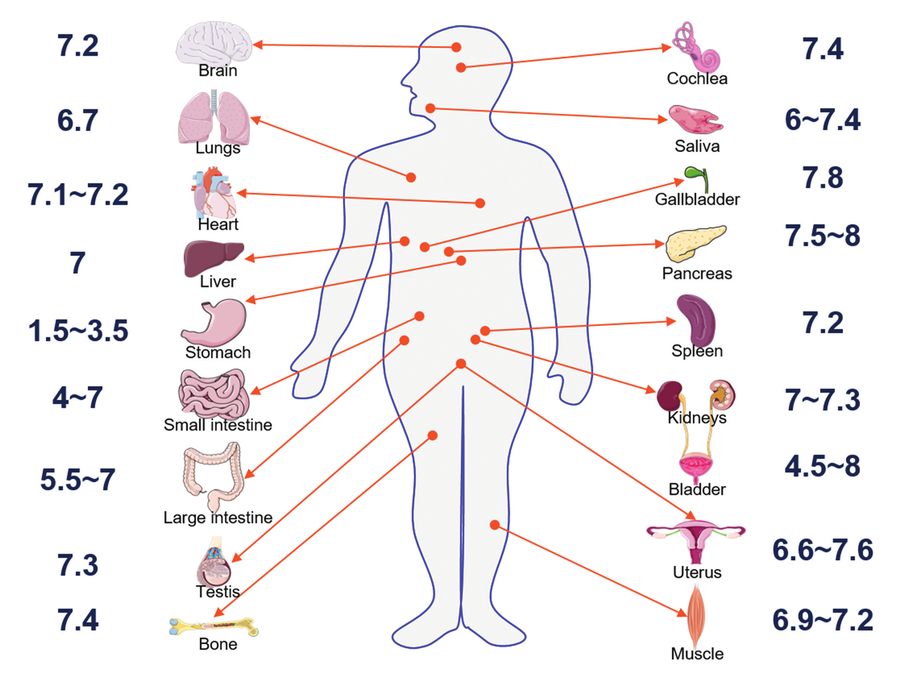 7.2
Brain
6.7
Lungs
7.1~7.2
Heart
7
Liver
1.5~3.5
Stomach
4~7
Small intestine
5.5~7
Large intestine
7.3
Testis
7.4
Bone
Cochlea
7.4
Saliva
6~7.4
Gallbladder
7.8
Pancreas
7.5~8
Spleen
7.2
Kidneys
7~7.3
Bladder
4.5~8
Uterus
6.6~7.6
Muscle
6.9~7.2